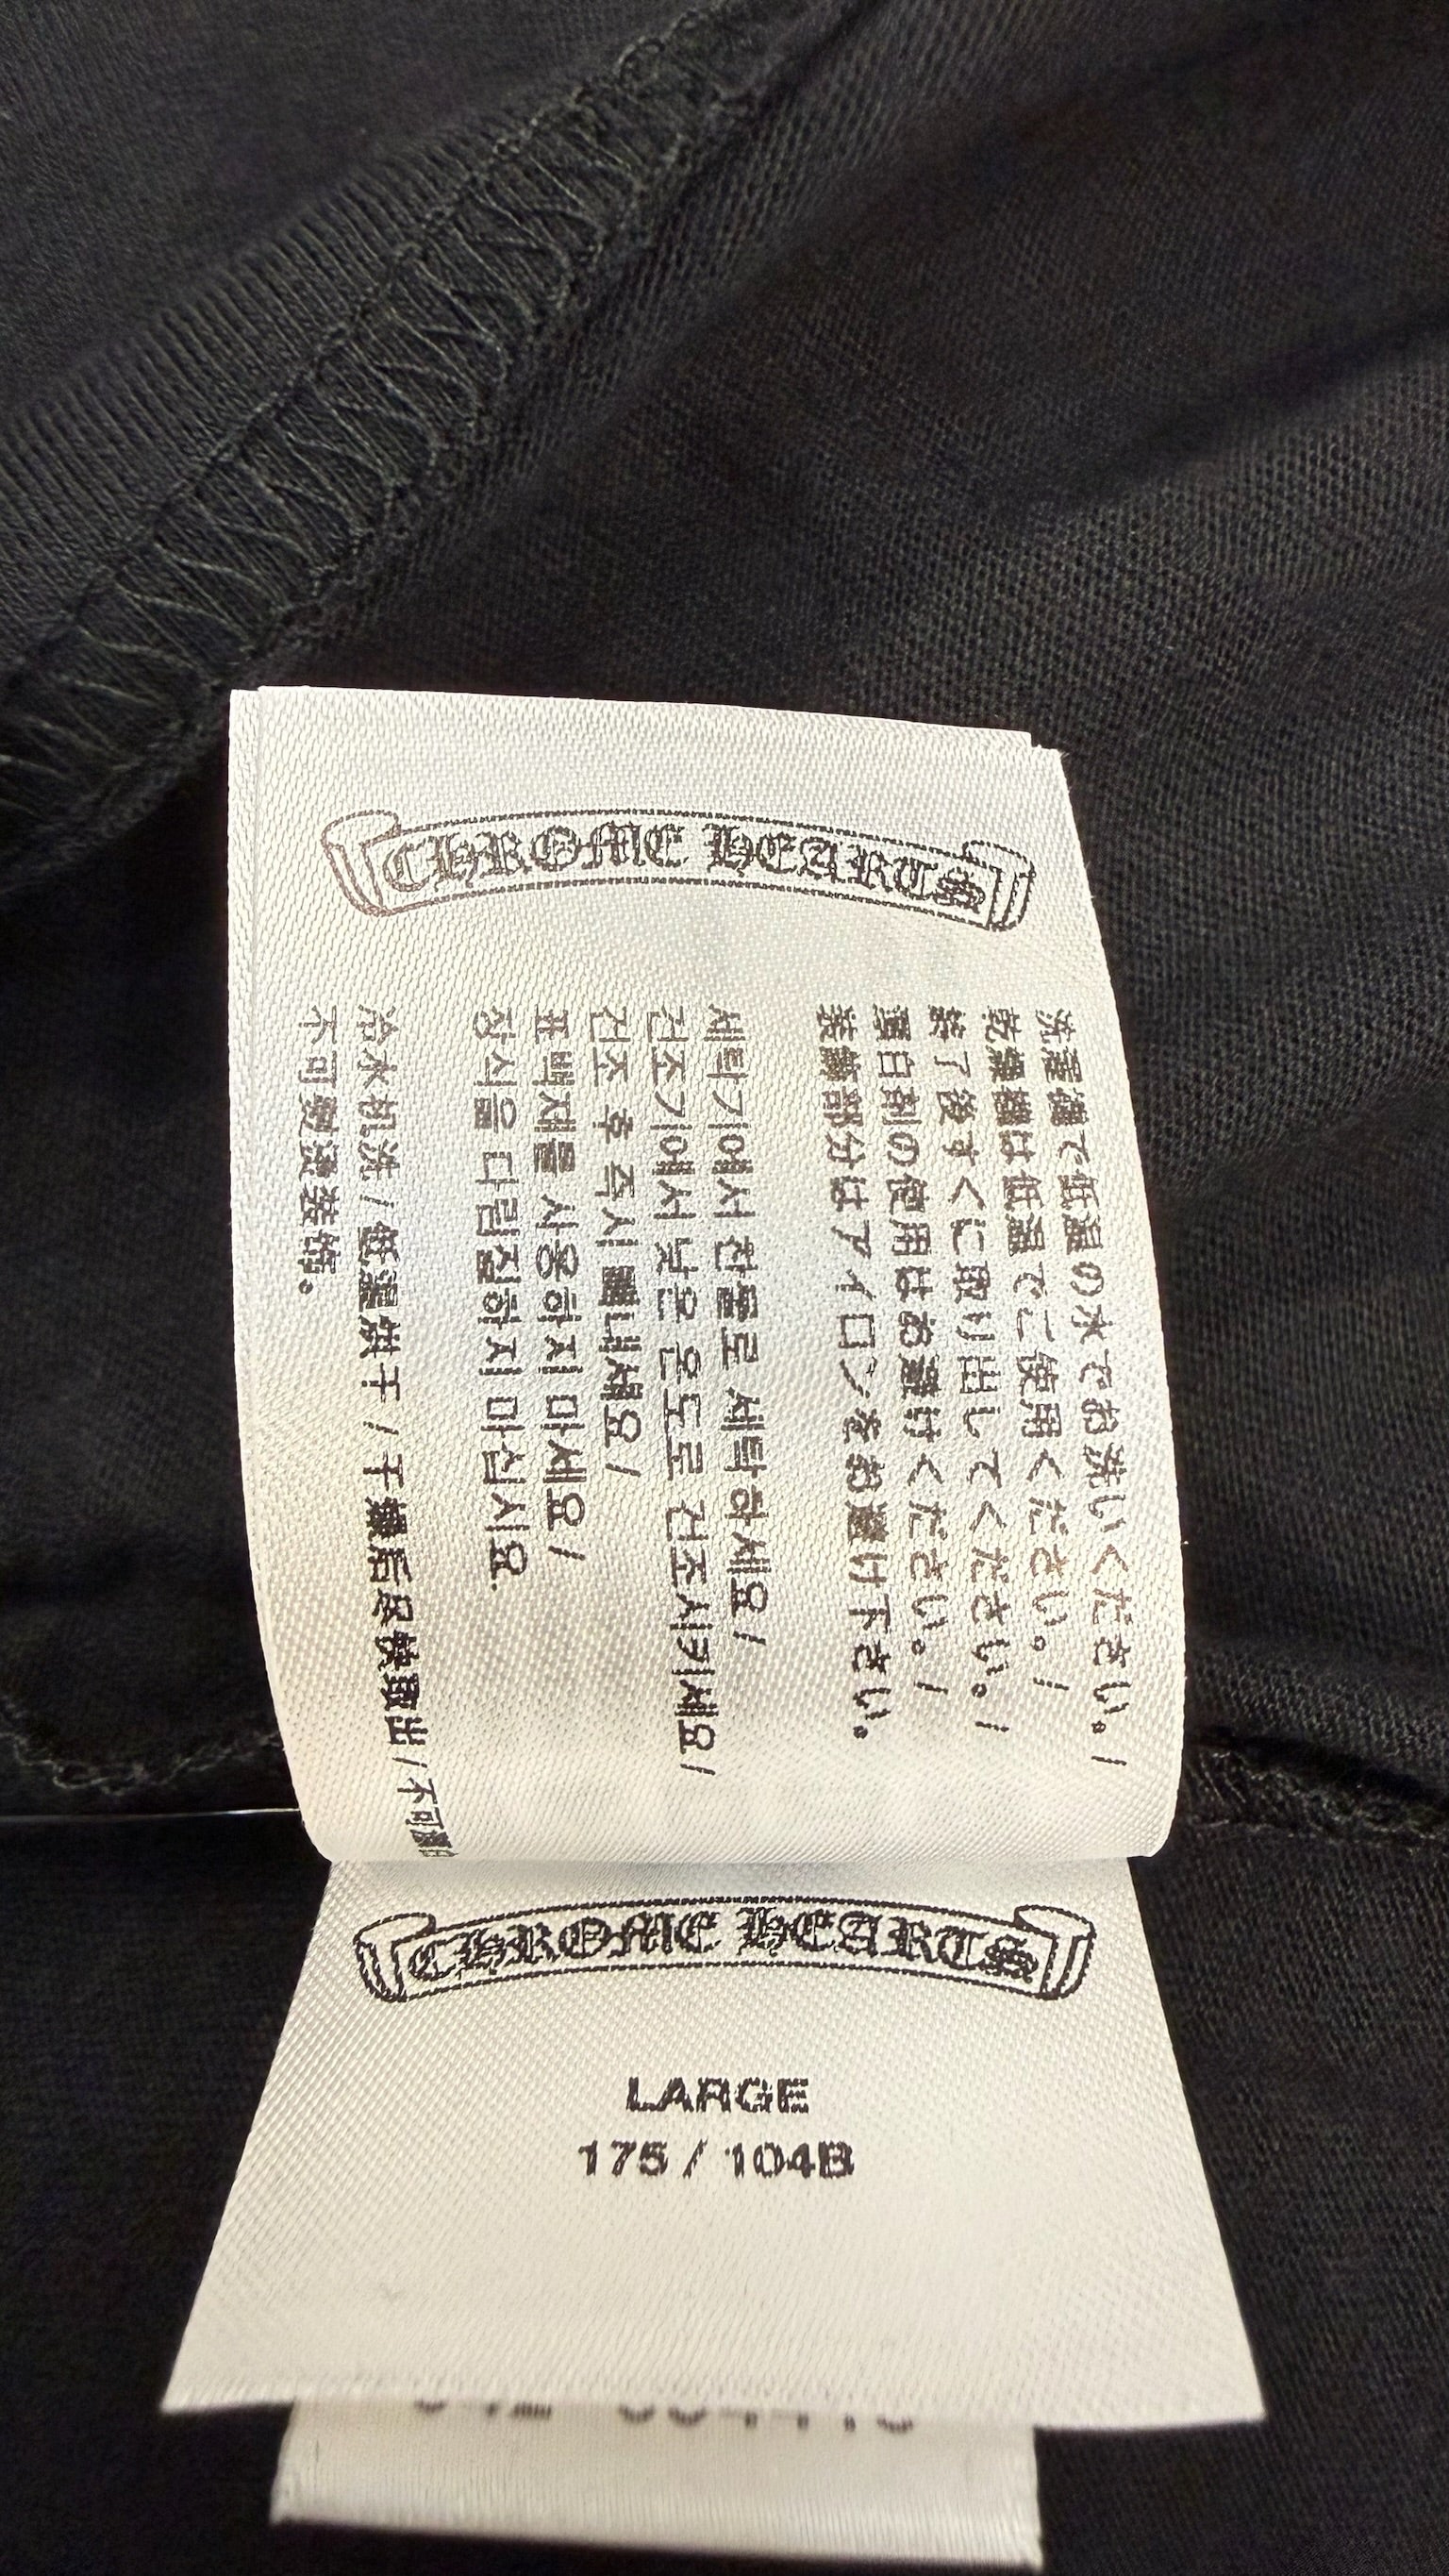 CHROME HEARTS
洗濯機で低温の水でお洗いください。/
乾燥機は低温でご使用ください。/
終了後すぐに取り出してください。/
漂白剤の使用はお避けください。/
装飾部分はアイロンをお避け下さい。
세탁기에서 찬물로 세탁하세요/
건조기에서 낮은 온도로 건조시키세요/
건조 후 즉시 꺼내세요/
표백제를 사용하지 마세요/
장식을 다림질하지 마십시요.
冷水机洗/低温烘干/干燥后尽快取出/不可漂白
不可熨烫装饰。
CHROME HEARTS
LARGE
175 / 104B